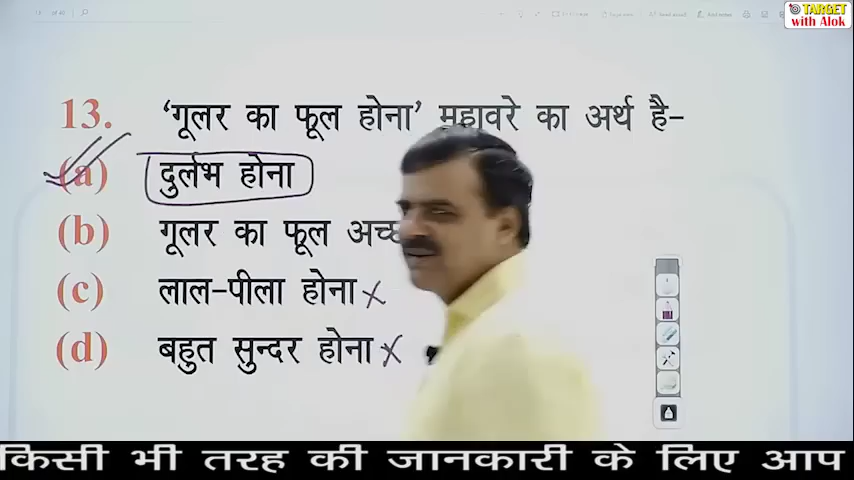 TARGET
with Alok
13. 'गूलर का फूल होना' मुहावरे का अर्थ है-
(a) दुर्लभ होना
(b) गूलर का फूल
(c) लाल-पीला होना
(d) बहुत सुन्दर होना
किसी भी तरह की जानकारी के लिए आप